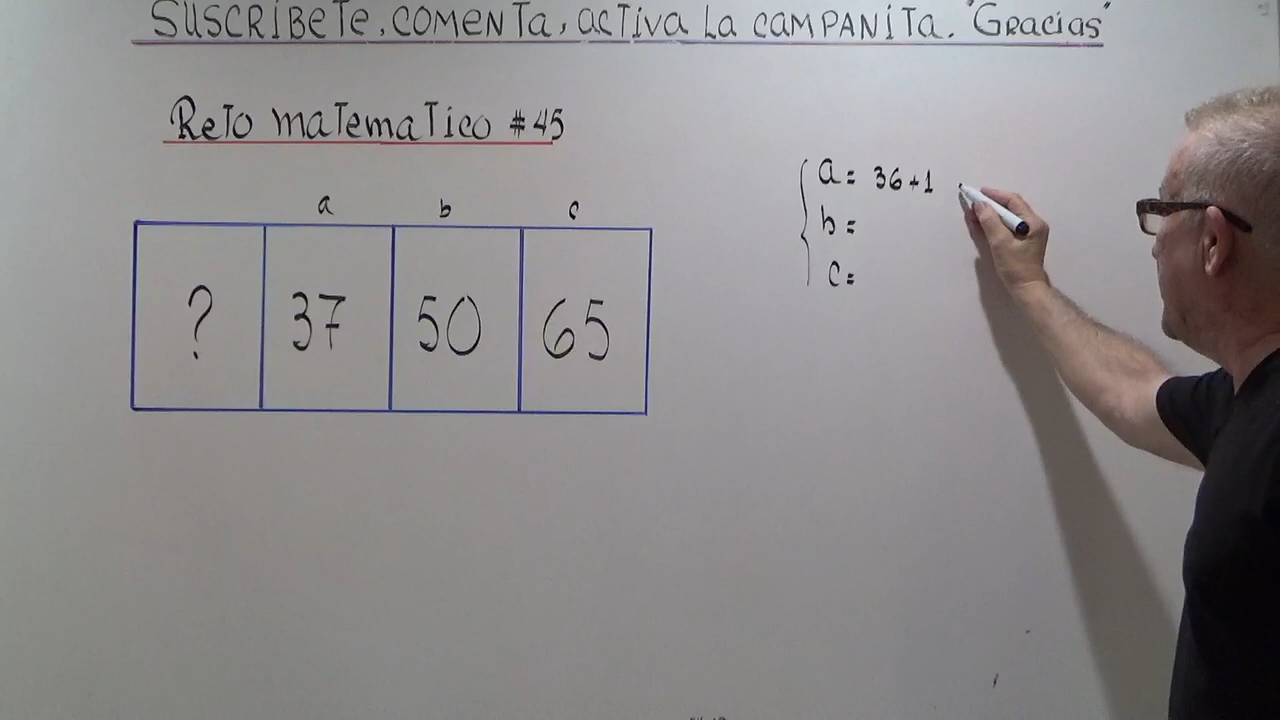 SUSCRIBETE, COMENTA, ACTIVA LA CAMPANITA. "Gracias"
Reto matematico #45
a b c
? 37 50 65
a = 36+1
b =
c =